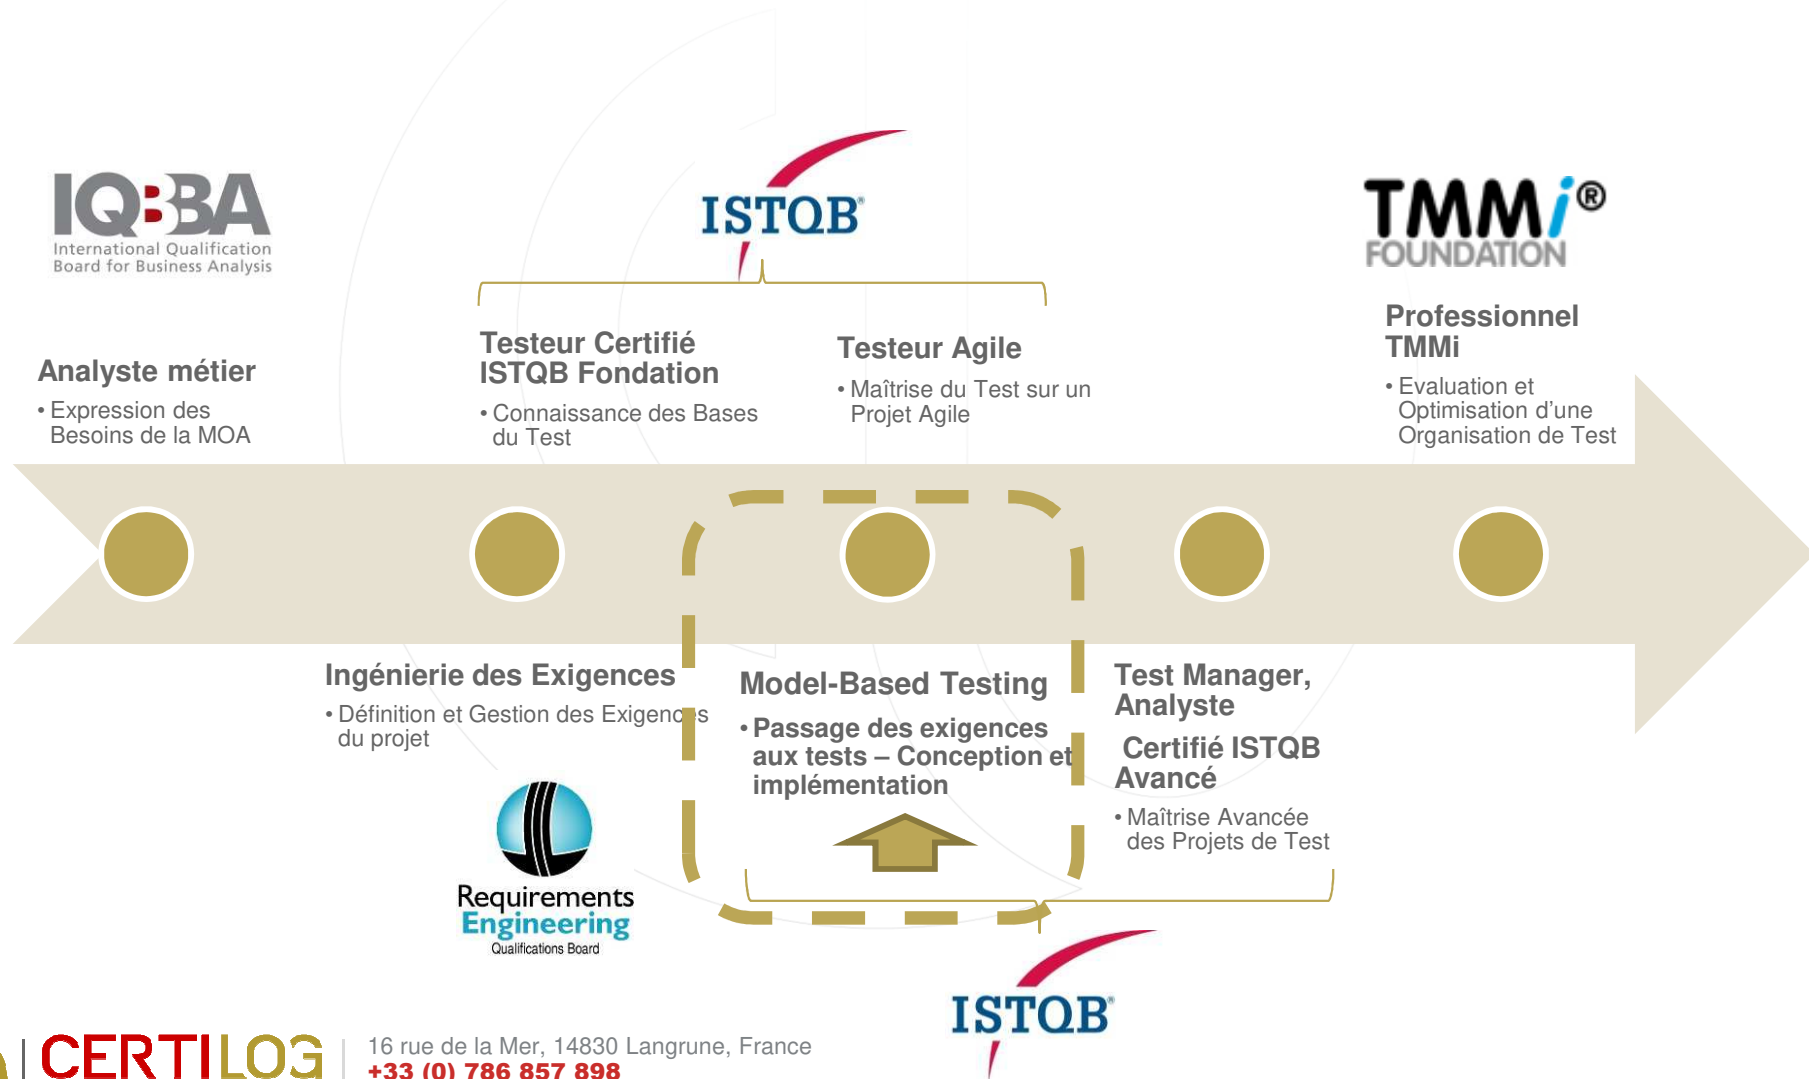 IQBBA
International Qualification
Board for Business Analysis
ISTQB®
TMMi®
FOUNDATION
Analyste métier
• Expression des
Besoins de la MOA
Testeur Certifié
ISTQB Fondation
• Connaissance des Bases
du Test
Testeur Agile
• Maîtrise du Test sur un
Projet Agile
Professionnel
TMMi
• Evaluation et
Optimisation d’une
Organisation de Test
Ingénierie des Exigences
• Définition et Gestion des Exigences
du projet
Requirements
Engineering
Qualifications Board
Model-Based Testing
• Passage des exigences
aux tests – Conception et
implémentation
Test Manager,
Analyste
Certifié ISTQB
Avancé
• Maîtrise Avancée
des Projets de Test
ISTQB®
CERTILOG
16 rue de la Mer, 14830 Langrune, France
+33 (0) 786 857 898